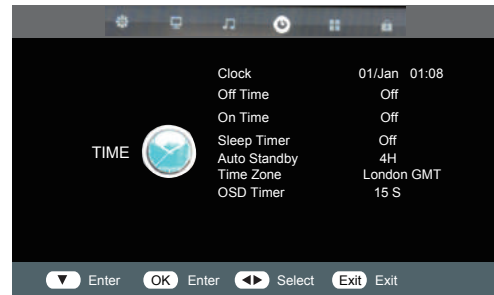 Clock 01/Jan 01:08
Off Time Off
On Time Off
TIME
Sleep Timer Off
Auto Standby 4H
Time Zone London GMT
OSD Timer 15 S
Enter OK Enter Select Exit Exit